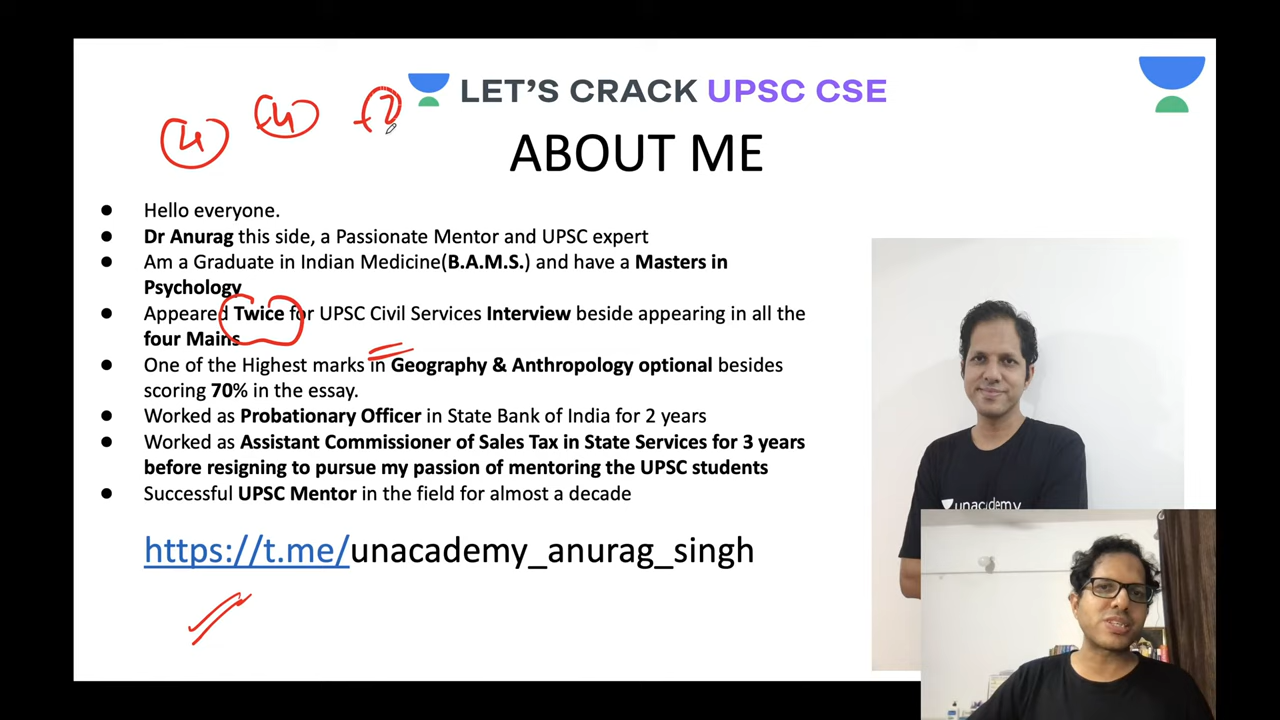 LET'S CRACK UPSC CSE
ABOUT ME
4 +4 +2
● Hello everyone.
● Dr Anurag this side, a Passionate Mentor and UPSC expert
● Am a Graduate in Indian Medicine(B.A.M.S.) and have a Masters in
Psychology
● Appeared Twice for UPSC Civil Services Interview beside appearing in all the
four Mains
● One of the Highest marks in Geography & Anthropology optional besides
scoring 70% in the essay.
● Worked as Probationary Officer in State Bank of India for 2 years
● Worked as Assistant Commissioner of Sales Tax in State Services for 3 years
before resigning to pursue my passion of mentoring the UPSC students
● Successful UPSC Mentor in the field for almost a decade
https://t.me/unacademy_anurag_singh
unacademy